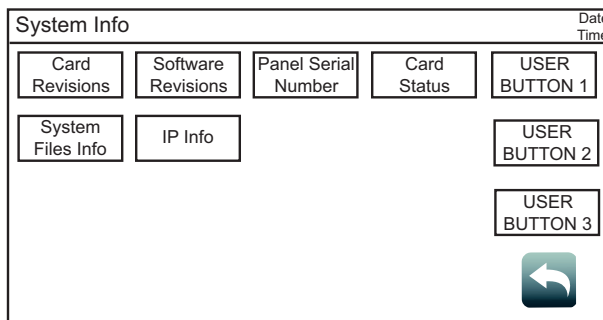 System Info
Date
Time
Card
Revisions
Software
Revisions
Panel Serial
Number
Card
Status
USER
BUTTON 1
System
Files Info
IP Info
USER
BUTTON 2
USER
BUTTON 3